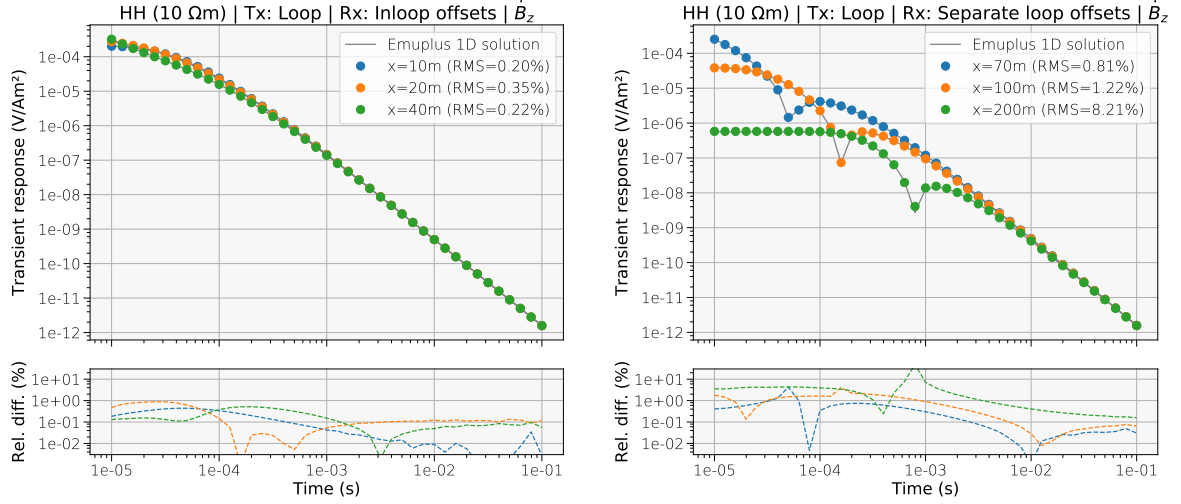 HH (10 Ωm) | Tx: Loop | Rx: Inloop offsets | Ḃz
Transient response (V/Am²)
1e-04
1e-05
1e-06
1e-07
1e-08
1e-09
1e-10
1e-11
1e-12
Emuplus 1D solution
x=10m (RMS=0.20%)
x=20m (RMS=0.35%)
x=40m (RMS=0.22%)
Rel. diff. (%)
1e+01
1e+00
1e-01
1e-02
1e-05 1e-04 1e-03 1e-02 1e-01
Time (s)
HH (10 Ωm) | Tx: Loop | Rx: Separate loop offsets | Ḃz
Transient response (V/Am²)
1e-04
1e-05
1e-06
1e-07
1e-08
1e-09
1e-10
1e-11
1e-12
Emuplus 1D solution
x=70m (RMS=0.81%)
x=100m (RMS=1.22%)
x=200m (RMS=8.21%)
Rel. diff. (%)
1e+01
1e+00
1e-01
1e-02
1e-05 1e-04 1e-03 1e-02 1e-01
Time (s)